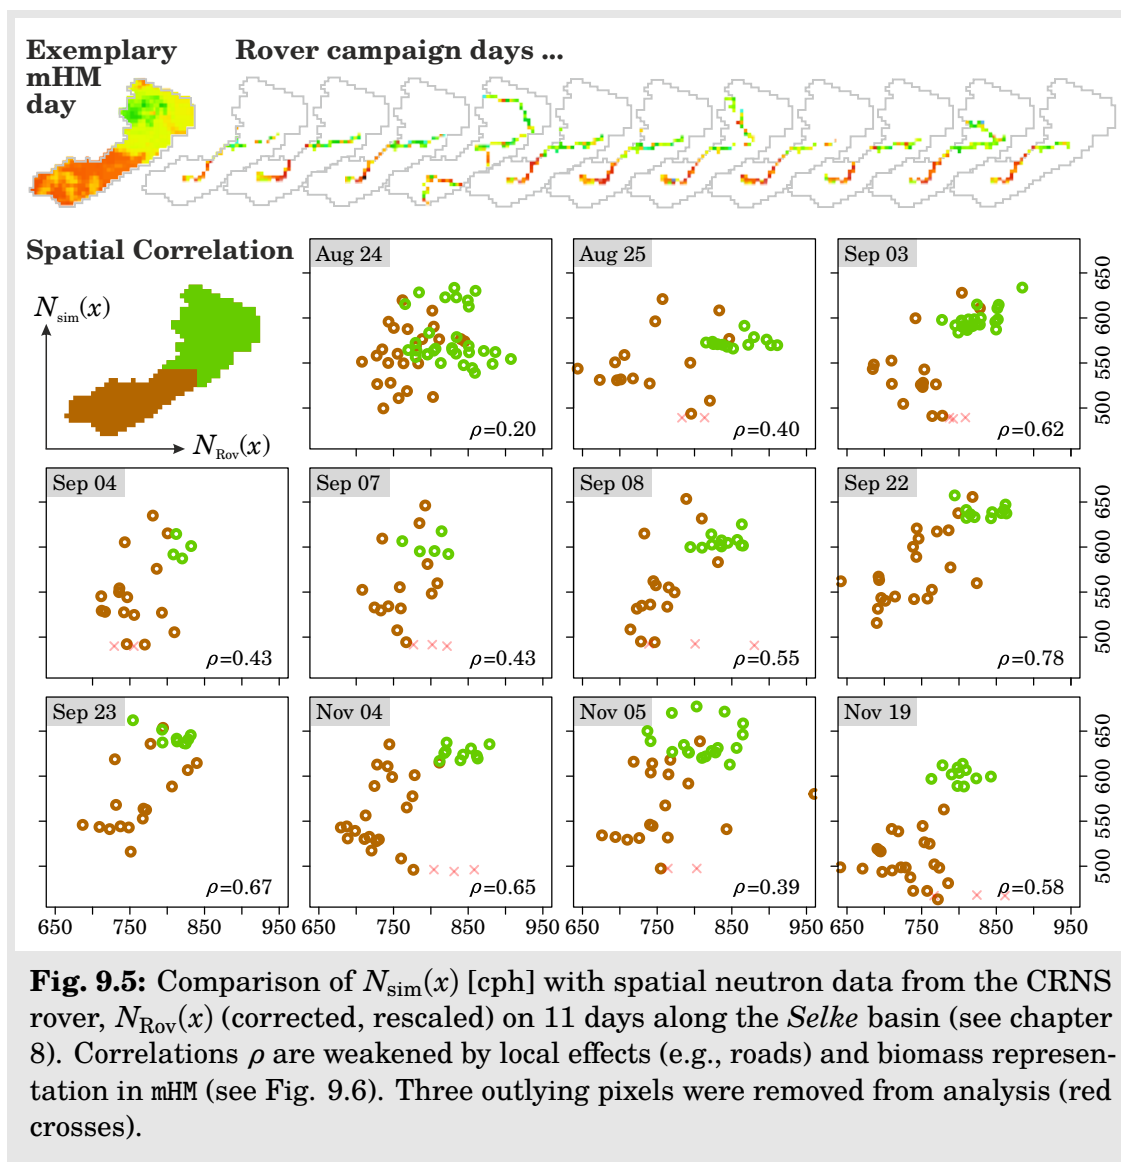 Exemplary
mHM
day
Rover campaign days ...
Spatial Correlation
N_sim(x)
N_Rov(x)
Aug 24
ρ=0.20
Aug 25
ρ=0.40
Sep 03
ρ=0.62
500 550 600 650
Sep 04
ρ=0.43
Sep 07
ρ=0.43
Sep 08
ρ=0.55
Sep 22
ρ=0.78
500 550 600 650
Sep 23
ρ=0.67
Nov 04
ρ=0.65
Nov 05
ρ=0.39
Nov 19
ρ=0.58
500 550 600 650
650 750 850 950 650 750 850 950 650 750 850 950 650 750 850 950
Fig. 9.5: Comparison of N_sim(x) [cph] with spatial neutron data from the CRNS
rover, N_Rov(x) (corrected, rescaled) on 11 days along the Selke basin (see chapter
8). Correlations ρ are weakened by local effects (e.g., roads) and biomass represen-
tation in mHM (see Fig. 9.6). Three outlying pixels were removed from analysis (red
crosses).